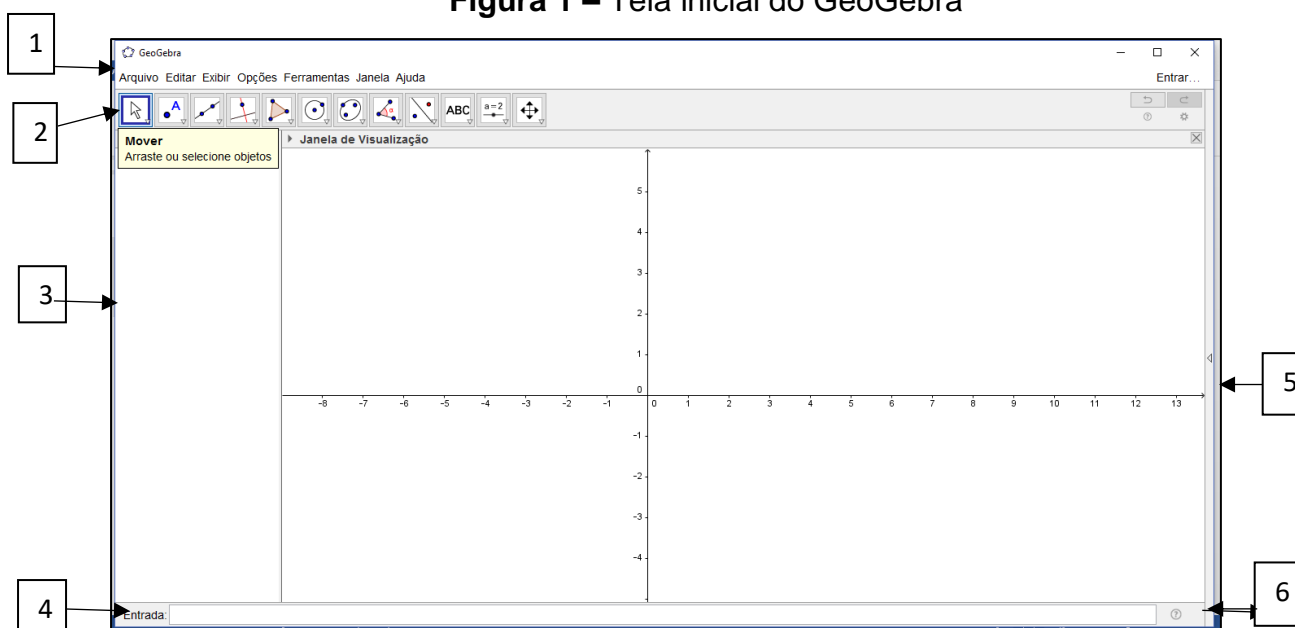 Figura 1 – Tela inicial do GeoGebra
1
GeoGebra
Arquivo Editar Exibir Opções Ferramentas Janela Ajuda
Entrar...
2
A
α°
ABC
a=2
Mover
Arraste ou selecione objetos
Janela de Visualização
5
4
3
2
1
0
-8 -7 -6 -5 -4 -3 -2 -1 0 1 2 3 4 5 6 7 8 9 10 11 12 13
-1
-2
-3
-4
3
5
4
Entrada:
6